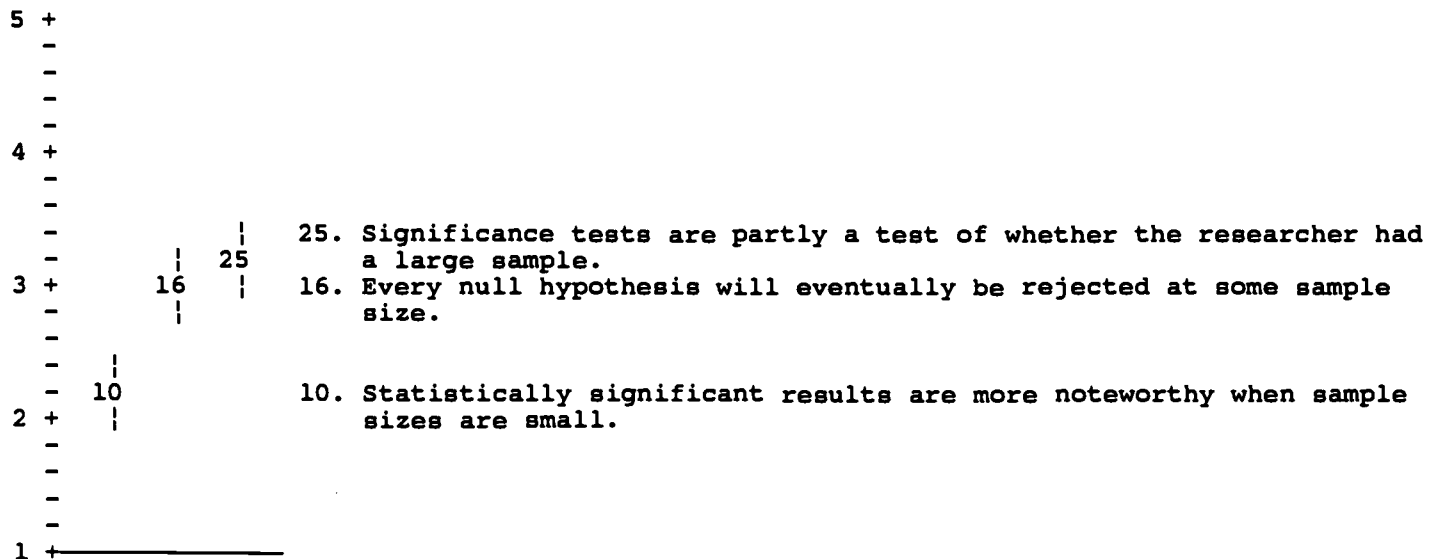 5 +
-
-
-
-
4 +
-
-
- ¦ 25. Significance tests are partly a test of whether the researcher had
- ¦ 25 a large sample.
3 + 16 ¦ 16. Every null hypothesis will eventually be rejected at some sample
- ¦ size.
-
- ¦
- 10 10. Statistically significant results are more noteworthy when sample
2 + ¦ sizes are small.
-
-
-
-
1 +